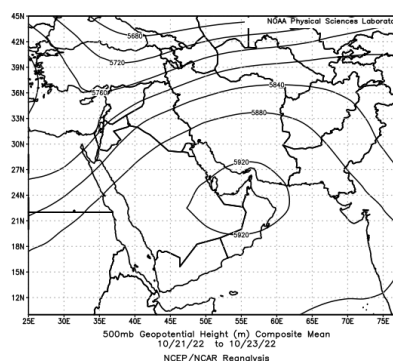 45N
42N
39N
36N
33N
30N
27N
24N
21N
18N
15N
12N
NOAA Physical Sciences Laborato
5680
5720
5760
5840
5880
5920
5920
25E 30E 35E 40E 45E 50E 55E 60E 65E 70E 75E
500mb Geopotential Height (m) Composite Mean
10/21/22 to 10/23/22
NCEP/NCAR Reanalysis